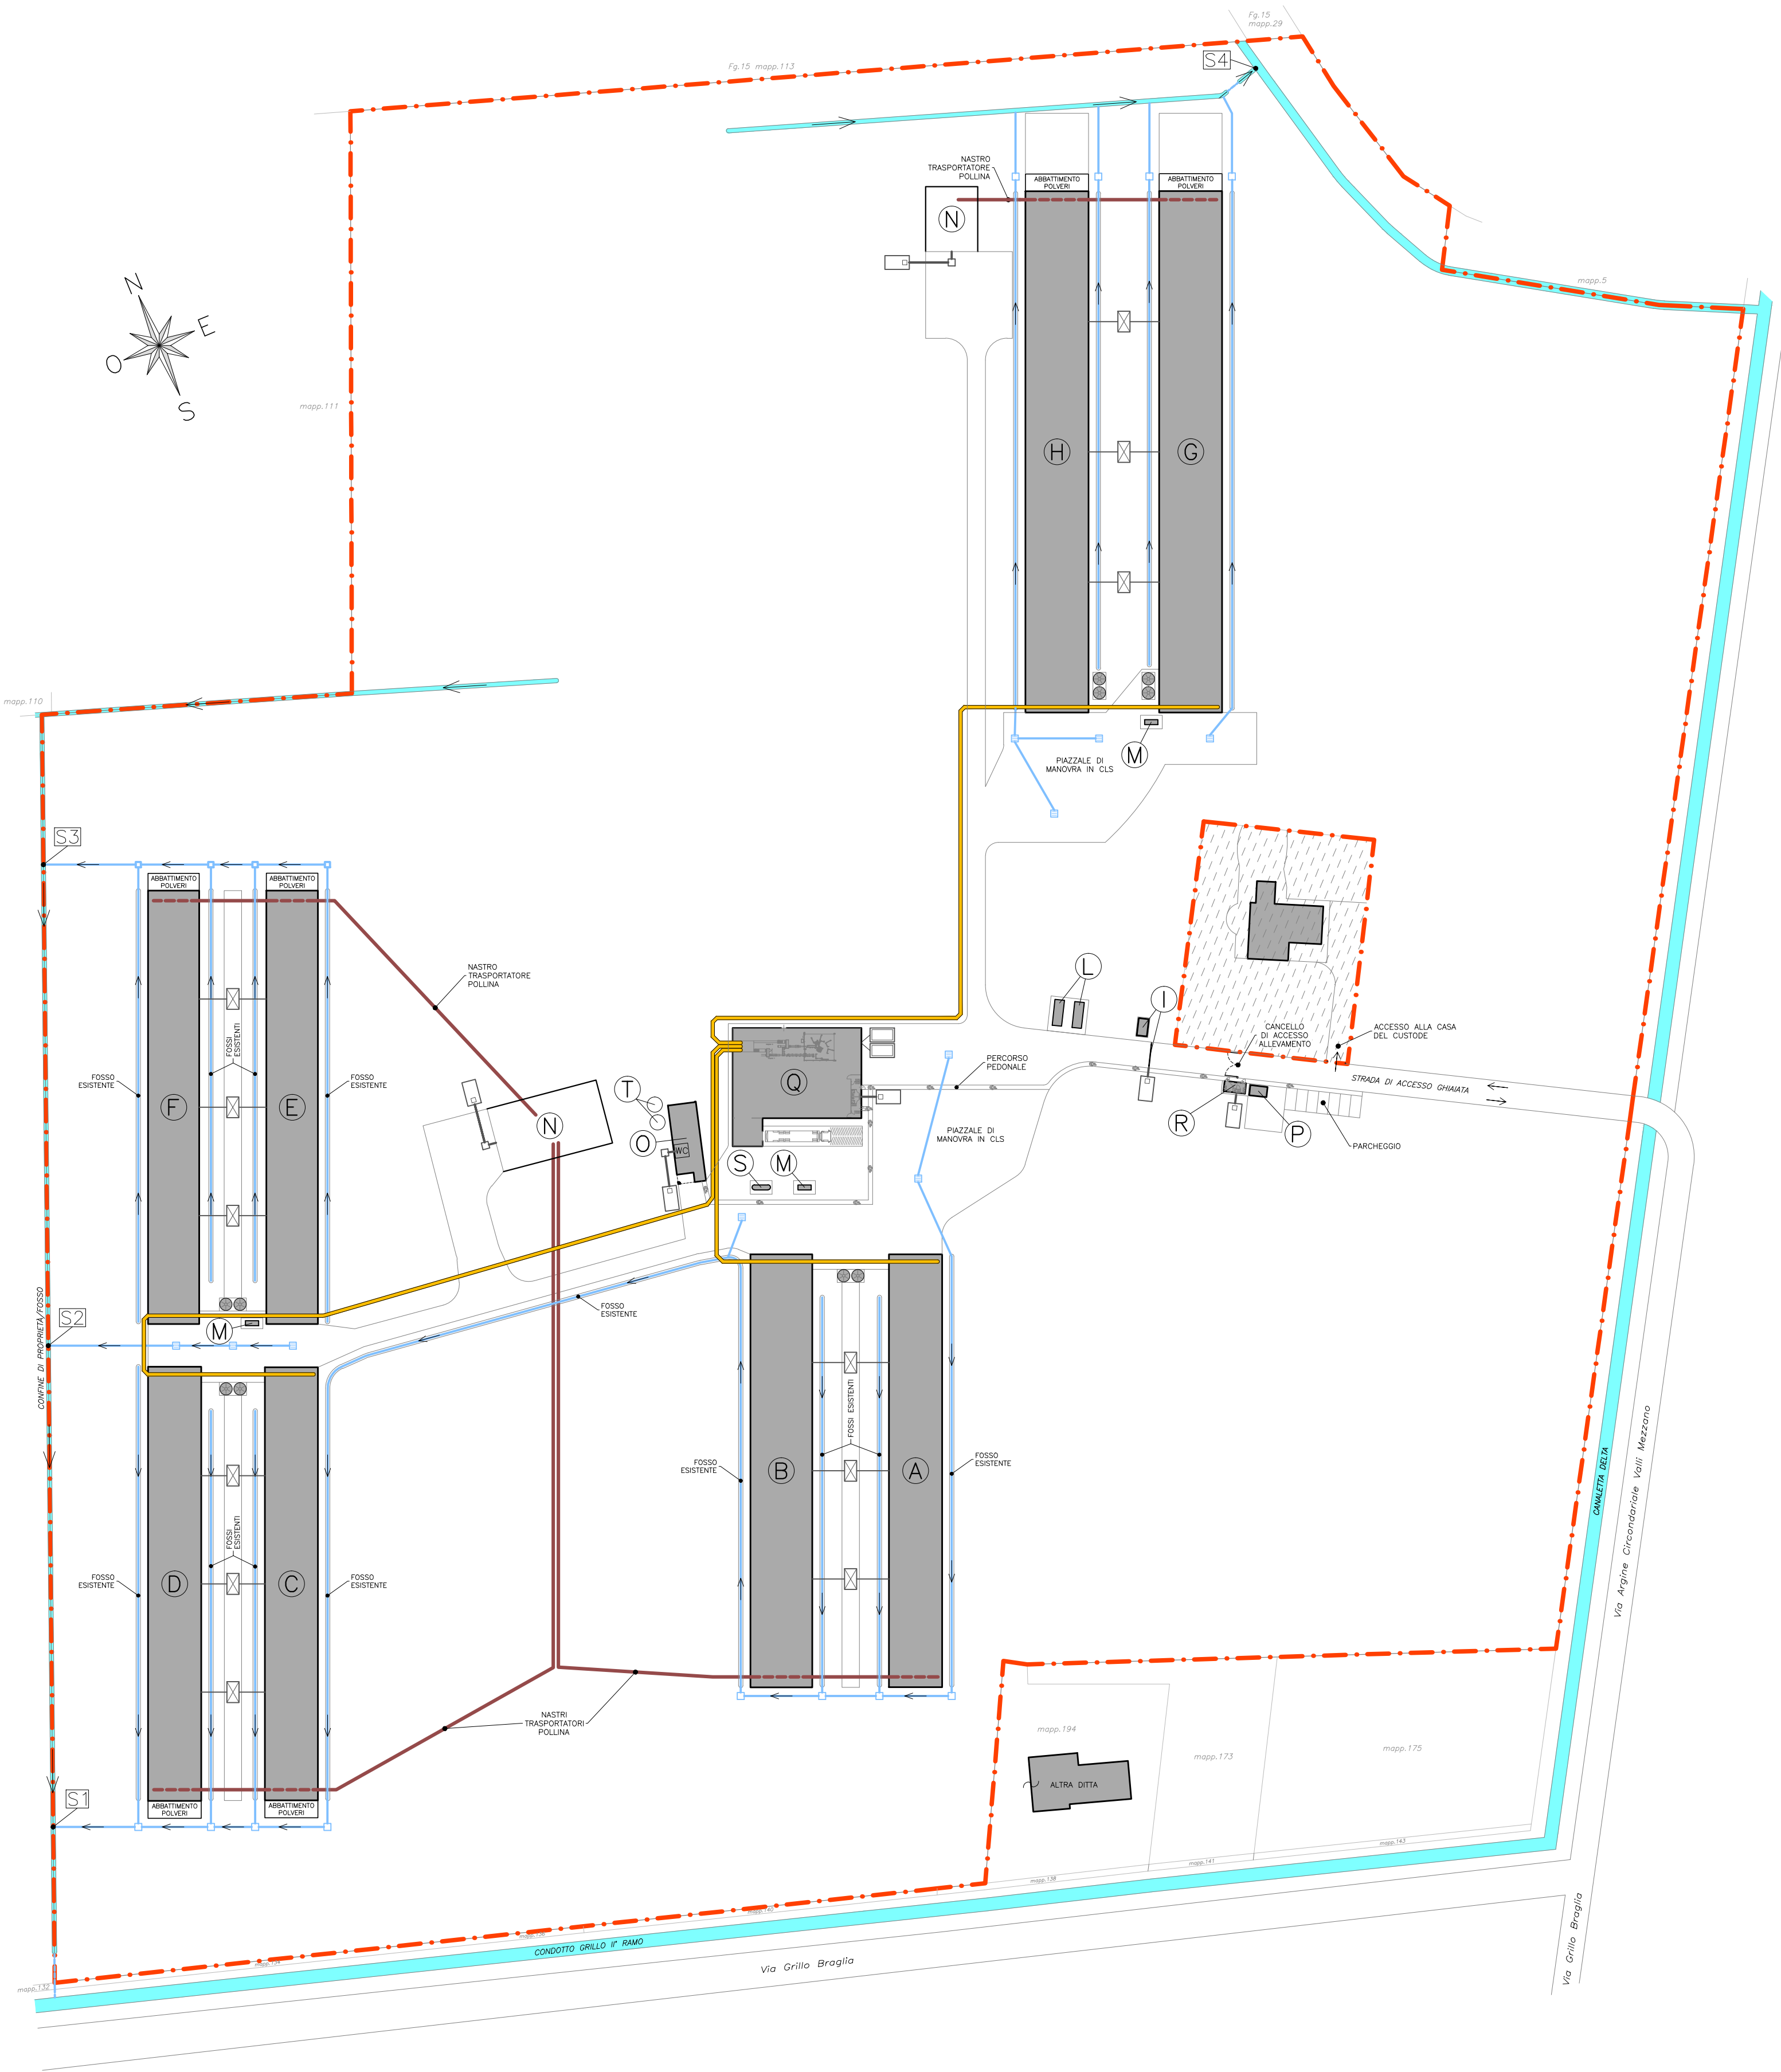 Fg.15
mapp.29
S4
Fg.15 mapp.113
NASTRO
TRASPORTATORE
POLLINA
ABBATTIMENTO
POLVERI
ABBATTIMENTO
POLVERI
N
mapp.5
N
E
O
S
mapp.111
H
G
mapp.110
M
PIAZZALE DI
MANOVRA IN CLS
S3
ABBATTIMENTO
POLVERI
ABBATTIMENTO
POLVERI
NASTRO
TRASPORTATORE
POLLINA
L
I
CANCELLO
DI ACCESSO
ALLEVAMENTO
ACCESSO ALLA CASA
DEL CUSTODE
FOSSI
ESISTENTI
FOSSO
ESISTENTE
FOSSO
ESISTENTE
PERCORSO
PEDONALE
STRADA DI ACCESSO GHIAIATA
F
E
N
T
Q
O
WC
PIAZZALE DI
MANOVRA IN CLS
R
P
PARCHEGGIO
S
M
FOSSO
ESISTENTE
CONFINE DI PROPRIETÀ/FOSSO
S2
M
FOSSI ESISTENTI
FOSSO
ESISTENTE
B
A
FOSSO
ESISTENTE
CANALETTA DELTA
Via Argine Circondariale Valli Mezzano
FOSSI
ESISTENTI
FOSSO
ESISTENTE
D
C
FOSSO
ESISTENTE
NASTRI
TRASPORTATORI
POLLINA
mapp.194
mapp.173
mapp.175
ALTRA DITTA
S1
ABBATTIMENTO
POLVERI
ABBATTIMENTO
POLVERI
mapp.143
mapp.141
mapp.138
mapp.140
CONDOTTO GRILLO II° RAMO
Via Grillo Braglia
Via Grillo Braglia
mapp.132